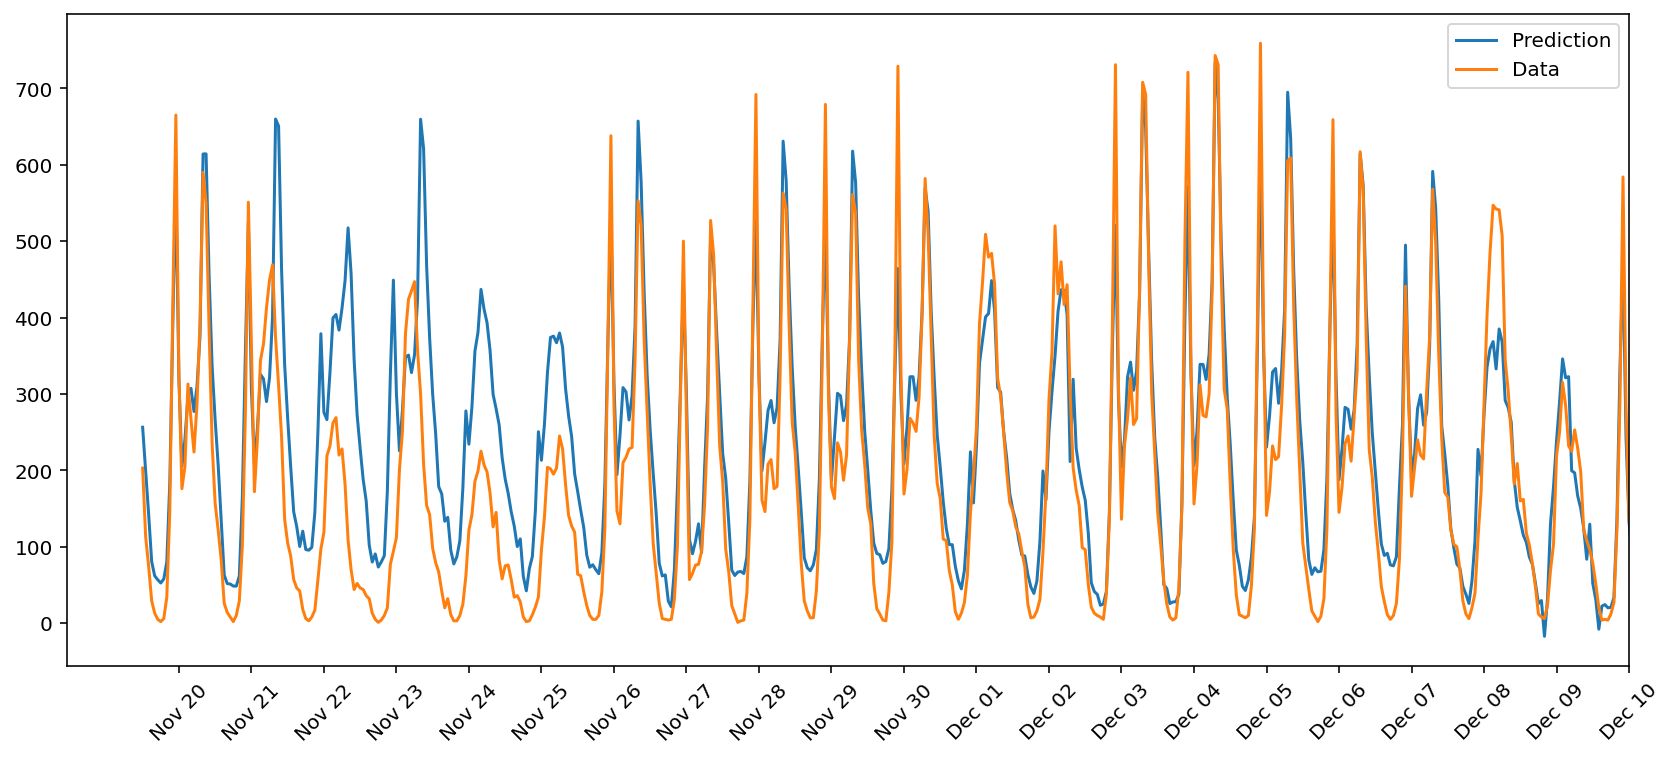 Prediction
Data
700
600
500
400
300
200
100
0
Nov 20
Nov 21
Nov 22
Nov 23
Nov 24
Nov 25
Nov 26
Nov 27
Nov 28
Nov 29
Nov 30
Dec 01
Dec 02
Dec 03
Dec 04
Dec 05
Dec 06
Dec 07
Dec 08
Dec 09
Dec 10